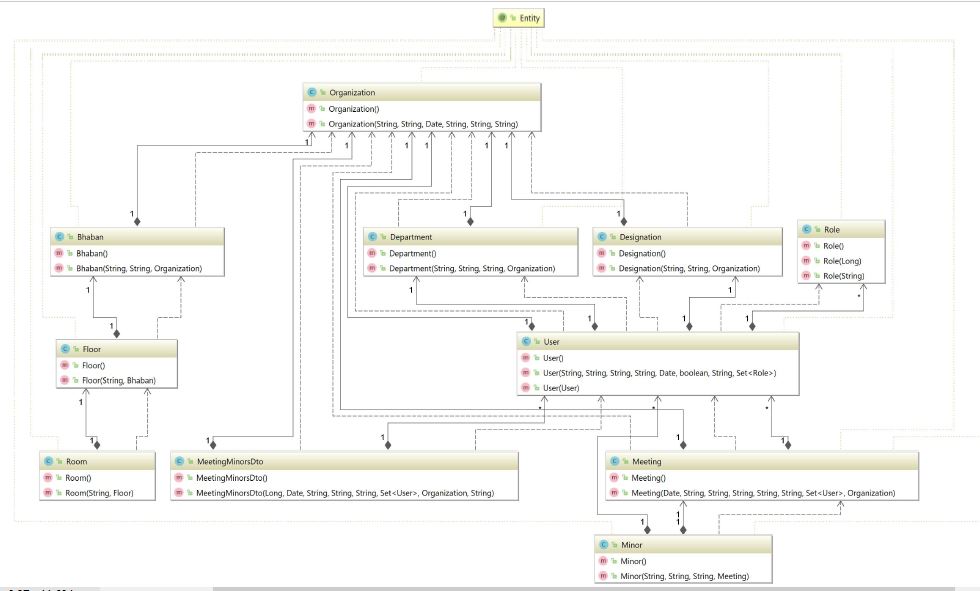 Entity
Organization
Organization()
Organization(String, String, Date, String, String, String)
1
1
1
1
1
1
1
1
1
Bhaban
Bhaban()
Bhaban(String, String, Organization)
Department
Department()
Department(String, String, String, Organization)
Designation
Designation()
Designation(String, String, Organization)
Role
Role()
Role(Long)
Role(String)
1
1
1
*
1
1
1
1
1
User
User()
User(String, String, String, String, Date, boolean, String, Set<Role>)
User(User)
Floor
Floor()
Floor(String, Bhaban)
1
*
*
*
1
1
1
1
1
Room
Room()
Room(String, Floor)
MeetingMinorsDto
MeetingMinorsDto()
MeetingMinorsDto(Long, Date, String, String, String, Set<User>, Organization, String)
Meeting
Meeting()
Meeting(Date, String, String, String, String, String, Set<User>, Organization)
1
1
1
Minor
Minor()
Minor(String, String, String, Meeting)